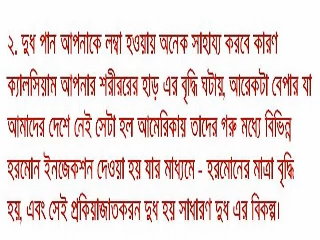 ২. দুধ পান আপনাকে লম্বা হওয়ায় অনেক সাহায্য করবে কারণ
ক্যালসিয়াম আপনার শরীররের হাড় এর বৃদ্ধি ঘটায়, আরেকটা বেপার যা
আমাদের দেশে নেই সেটা হল আমেরিকায় তাদের গরু মধ্যে বিভিন্ন
হরমোন ইনজেকশন দেওয়া হয় যার মাধ্যমে - হরমোনের মাত্রা বৃদ্ধি
হয়, এবং সেই প্রকিয়াজাতকরন দুধ হয় সাধারণ দুধ এর বিকল্প।